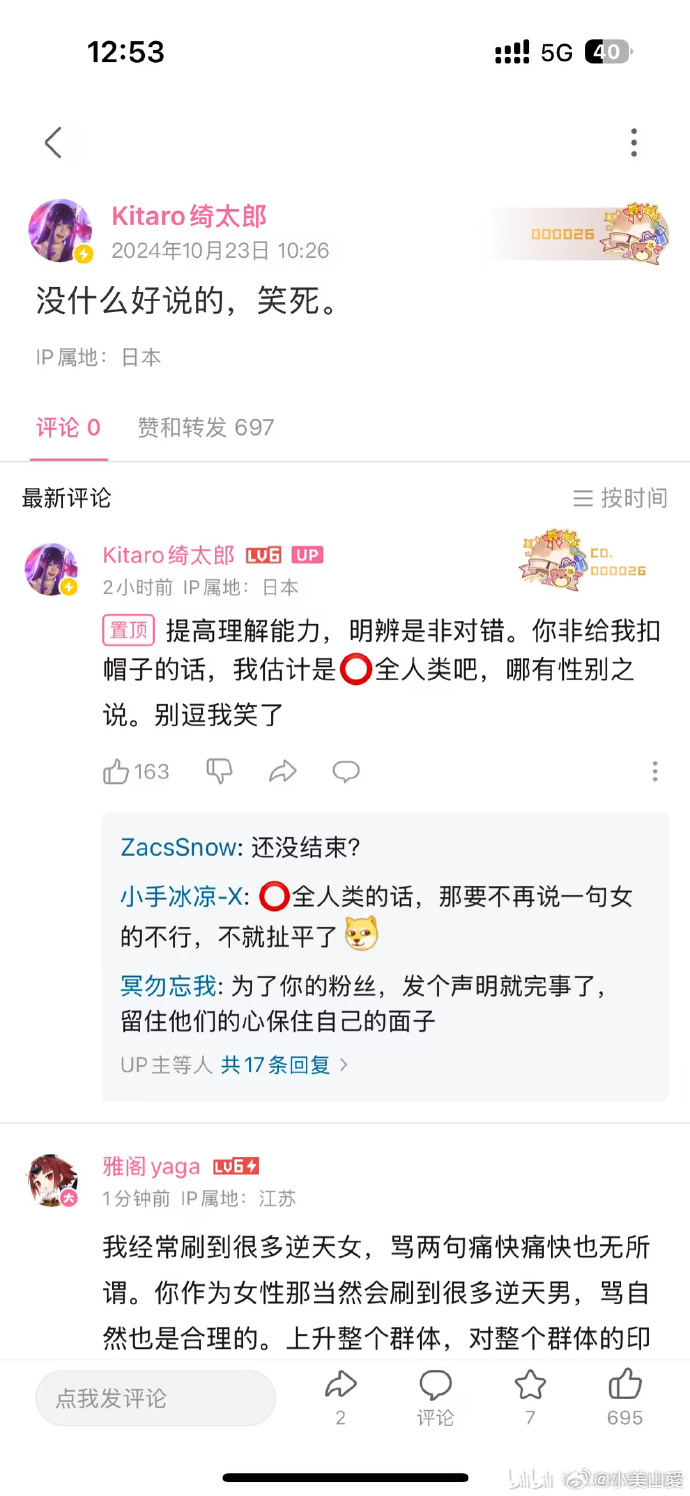 12:53
5G 40
Kitaro绮太郎
2024年10月23日 10:26
000026
没什么好说的，笑死。
IP属地：日本
评论 0 赞和转发 697
最新评论 按时间
Kitaro绮太郎 LV6 UP
CO.
000026
2小时前 IP属地：日本
置顶 提高理解能力，明辨是非对错。你非给我扣
帽子的话，我估计是⭕全人类吧，哪有性别之
说。别逗我笑了
163
ZacsSnow: 还没结束?
小手冰凉-X: ⭕全人类的话，那要不再说一句女
的不行，不就扯平了
冥勿忘我: 为了你的粉丝，发个声明就完事了，
留住他们的心保住自己的面子
UP主等人 共17条回复 >
雅阁yaga LV6
大
1分钟前 IP属地：江苏
我经常刷到很多逆天女，骂两句痛快痛快也无所
谓。你作为女性那当然会刷到很多逆天男，骂自
然也是合理的。上升整个群体，对整个群体的印
点我发评论
2 评论 7 695
bilibili
@小美山愛